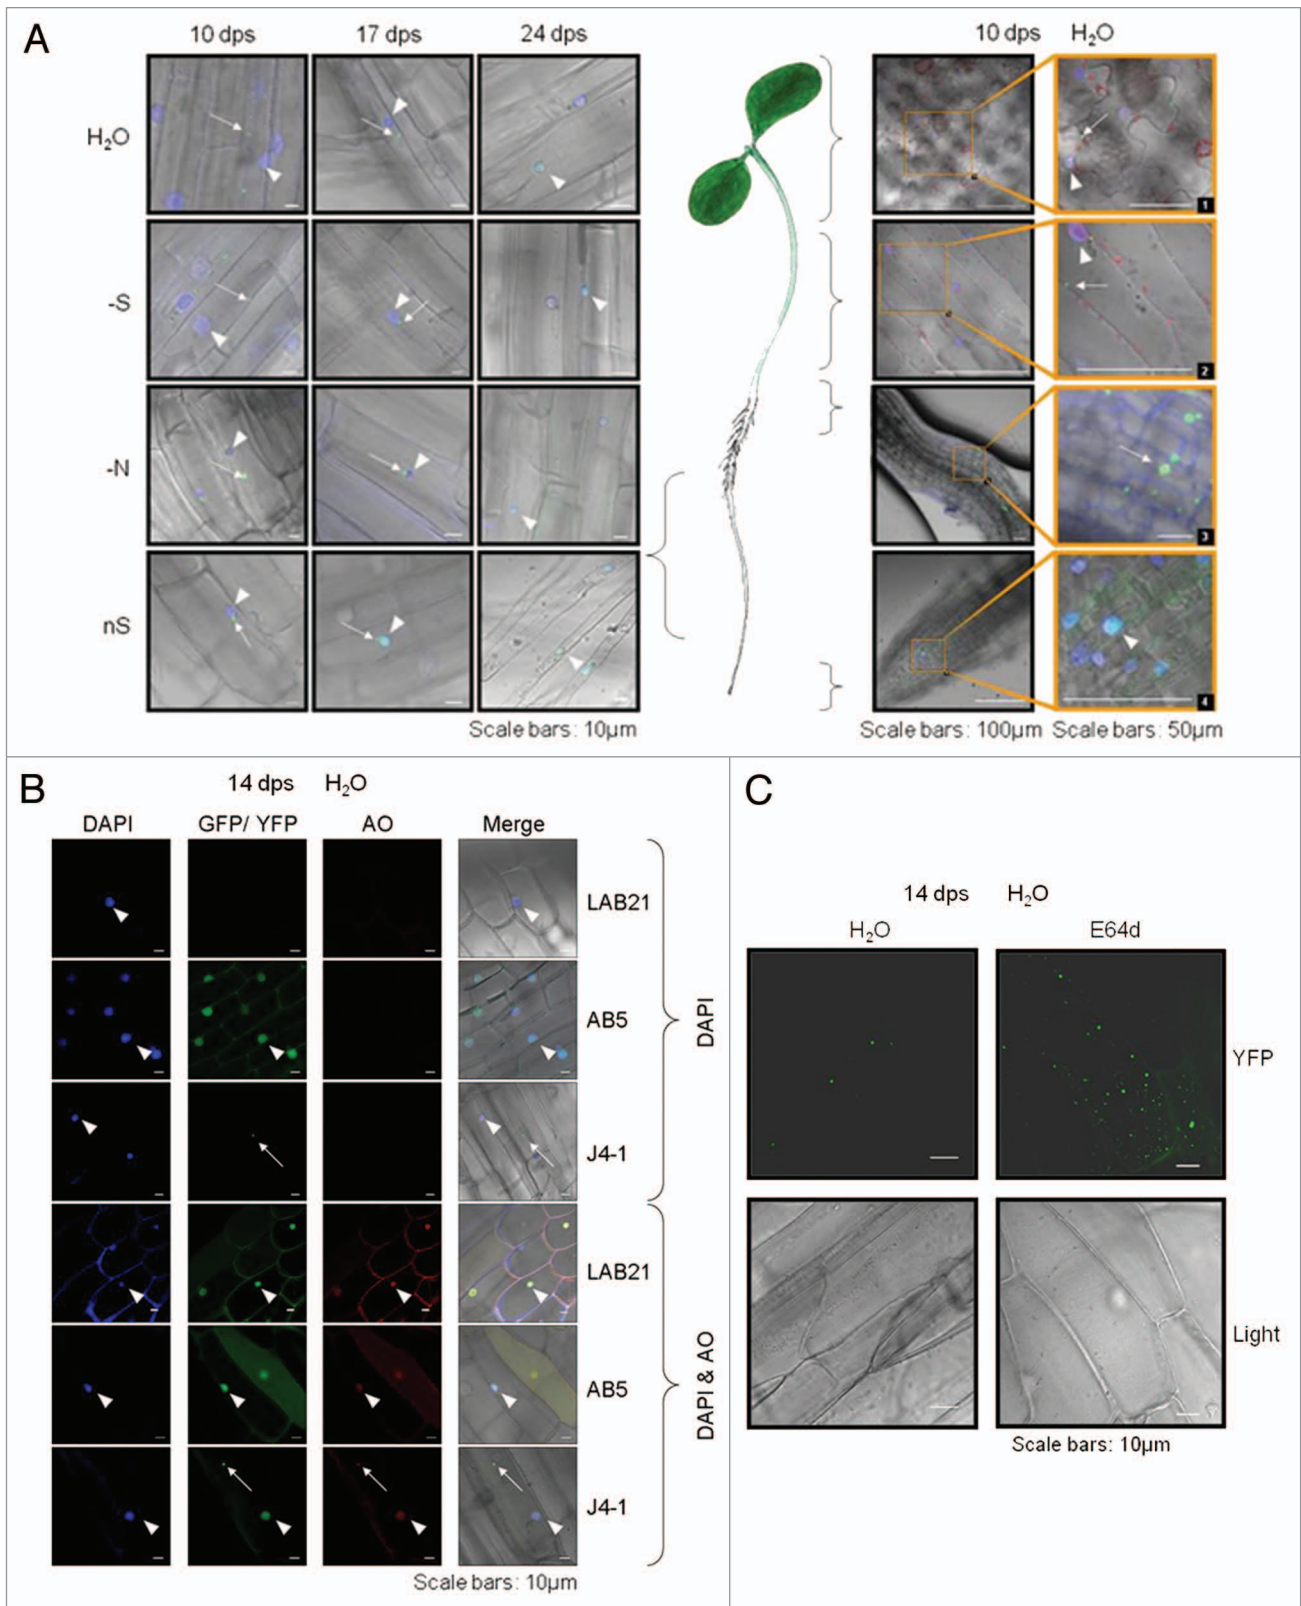 A
10 dps 17 dps 24 dps
10 dps H₂O
H₂O
-S
-N
nS
1
2
3
4
Scale bars: 10µm
Scale bars: 100µm Scale bars: 50µm
B
14 dps H₂O
DAPI GFP/ YFP AO Merge
LAB21
AB5
J4-1
DAPI
LAB21
AB5
J4-1
DAPI & AO
Scale bars: 10µm
C
14 dps H₂O
H₂O E64d
YFP
Light
Scale bars: 10µm